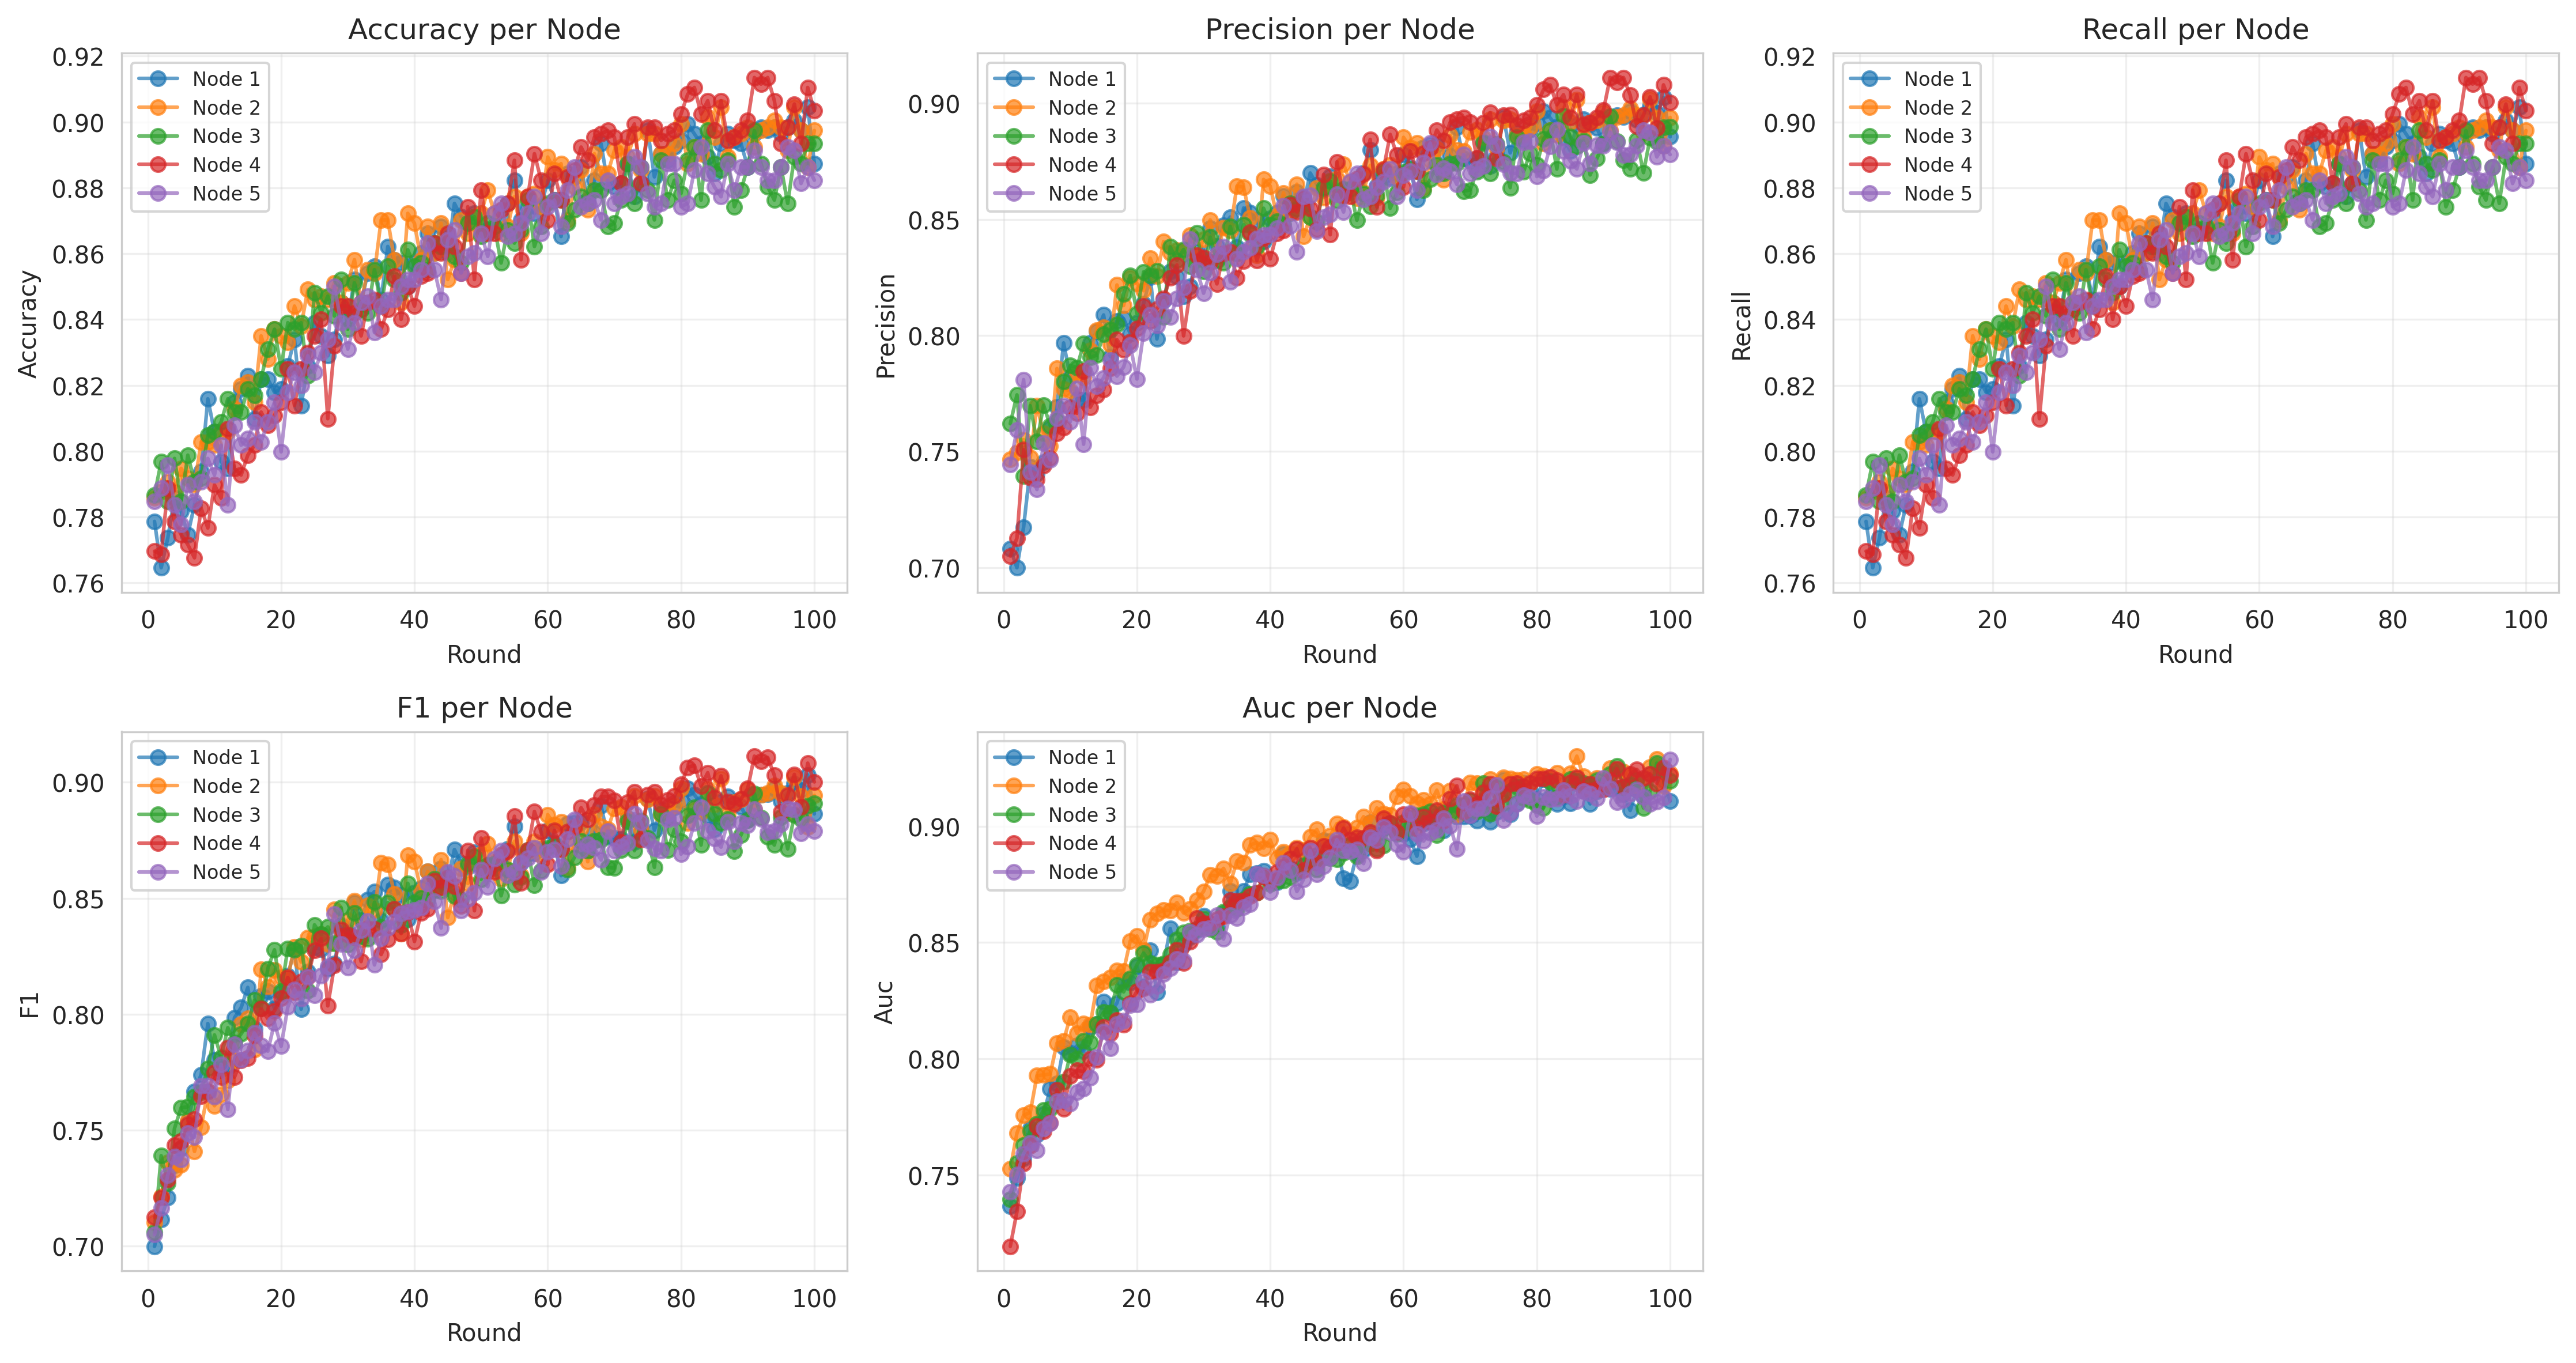 Accuracy per Node
0.92
0.90
0.88
0.86
0.84
0.82
0.80
0.78
0.76
Accuracy
Node 1
Node 2
Node 3
Node 4
Node 5
0 20 40 60 80 100
Round
Precision per Node
0.90
0.85
0.80
0.75
0.70
Precision
Node 1
Node 2
Node 3
Node 4
Node 5
0 20 40 60 80 100
Round
Recall per Node
0.92
0.90
0.88
0.86
0.84
0.82
0.80
0.78
0.76
Recall
Node 1
Node 2
Node 3
Node 4
Node 5
0 20 40 60 80 100
Round
F1 per Node
0.90
0.85
0.80
0.75
0.70
F1
Node 1
Node 2
Node 3
Node 4
Node 5
0 20 40 60 80 100
Round
Auc per Node
0.90
0.85
0.80
0.75
Auc
Node 1
Node 2
Node 3
Node 4
Node 5
0 20 40 60 80 100
Round